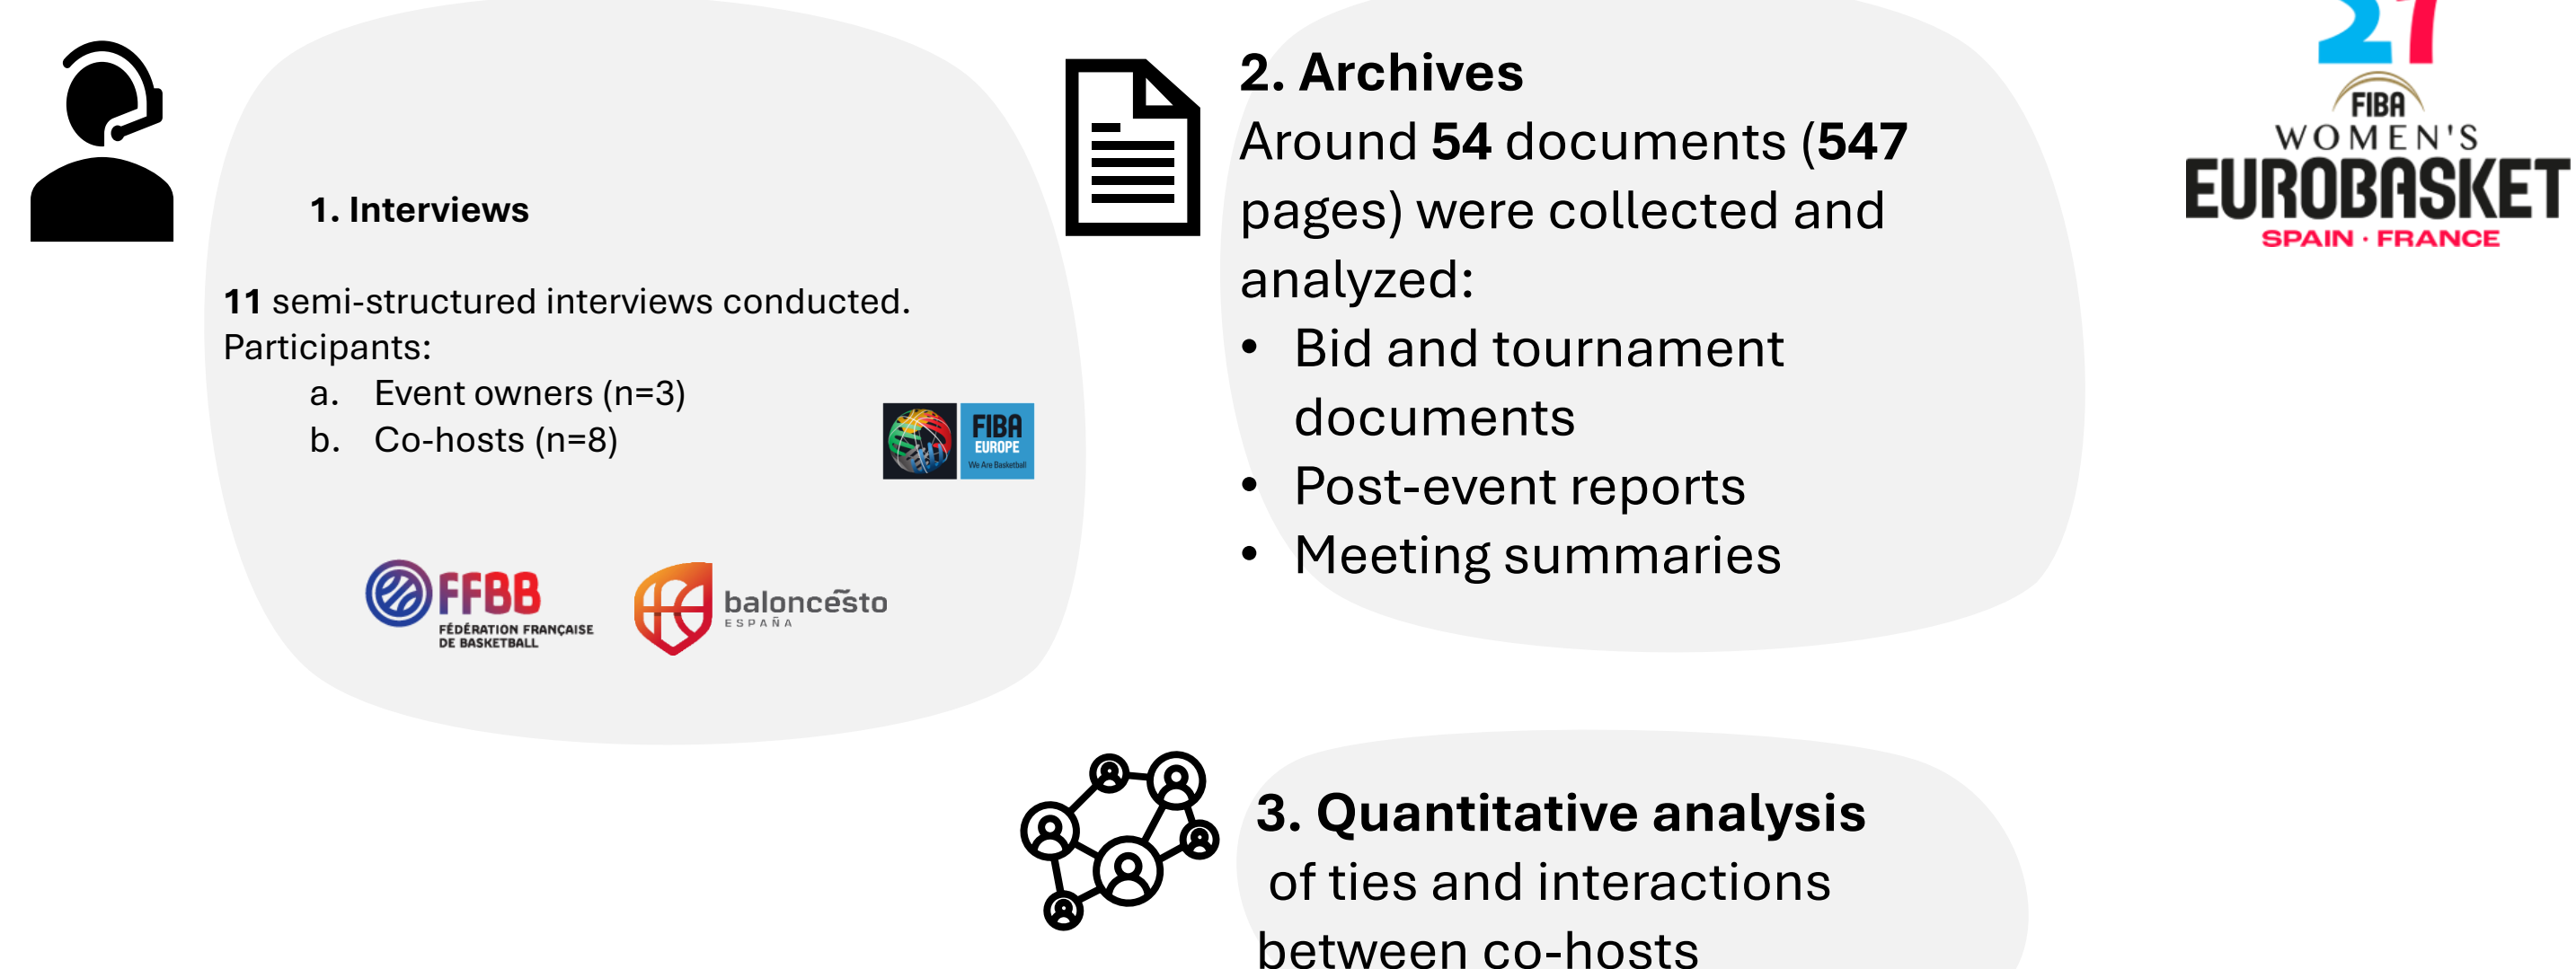 1. Interviews
11 semi-structured interviews conducted.
Participants:
a. Event owners (n=3)
b. Co-hosts (n=8)
FIBA
EUROPE
We Are Basketball
FFBB
FÉDÉRATION FRANÇAISE
DE BASKETBALL
baloncesto
ESPAÑA
2. Archives
Around 54 documents (547
pages) were collected and
analyzed:
• Bid and tournament
documents
• Post-event reports
• Meeting summaries
3. Quantitative analysis
of ties and interactions
between co-hosts
21
FIBA
WOMEN'S
EUROBASKET
SPAIN · FRANCE